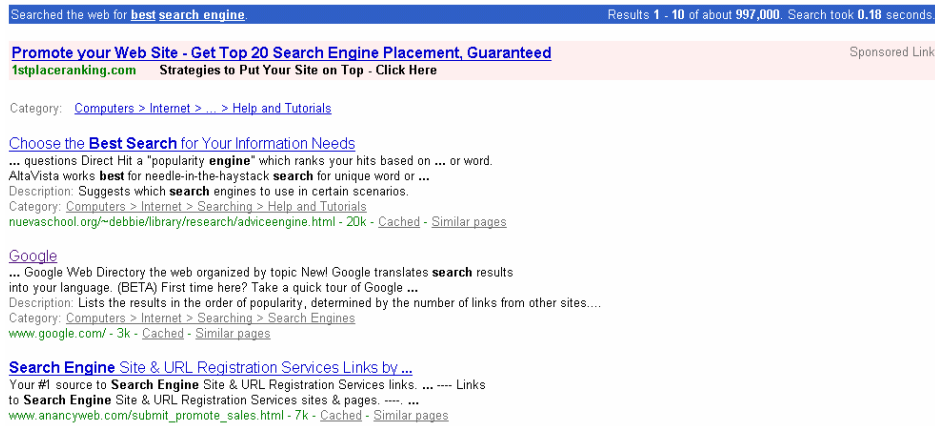 Searched the web for best search engine. Results 1 - 10 of about 997,000. Search took 0.18 seconds.
Promote your Web Site - Get Top 20 Search Engine Placement, Guaranteed Sponsored Link
1stplaceranking.com Strategies to Put Your Site on Top - Click Here
Category: Computers > Internet > ... > Help and Tutorials
Choose the Best Search for Your Information Needs
... questions Direct Hit a "popularity engine" which ranks your hits based on ... or word.
AltaVista works best for needle-in-the-haystack search for unique word or ...
Description: Suggests which search engines to use in certain scenarios.
Category: Computers > Internet > Searching > Help and Tutorials
nuevaschool.org/~debbie/library/research/adviceengine.html - 20k - Cached - Similar pages
Google
... Google Web Directory the web organized by topic New! Google translates search results
into your language. (BETA) First time here? Take a quick tour of Google ...
Description: Lists the results in the order of popularity, determined by the number of links from other sites....
Category: Computers > Internet > Searching > Search Engines
www.google.com/ - 3k - Cached - Similar pages
Search Engine Site & URL Registration Services Links by ...
Your #1 source to Search Engine Site & URL Registration Services links. ... ---- Links
to Search Engine Site & URL Registration Services sites & pages. ----. ...
www.anancyweb.com/submit_promote_sales.html - 7k - Cached - Similar pages